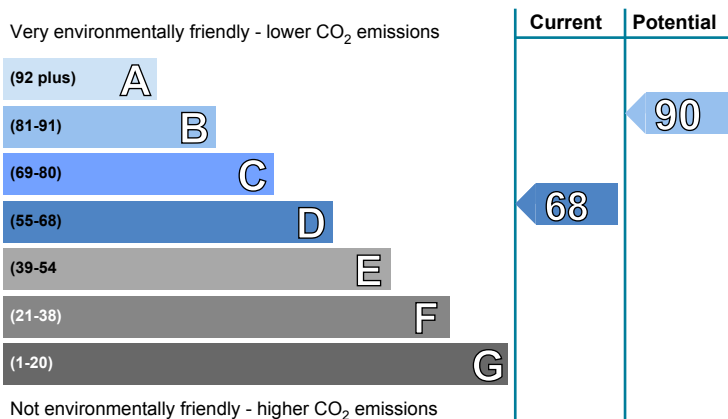 Current Potential
Very environmentally friendly - lower CO2 emissions
(92 plus) A
(81-91) B
90
(69-80) C
(55-68) D
68
(39-54 E
(21-38) F
(1-20) G
Not environmentally friendly - higher CO2 emissions